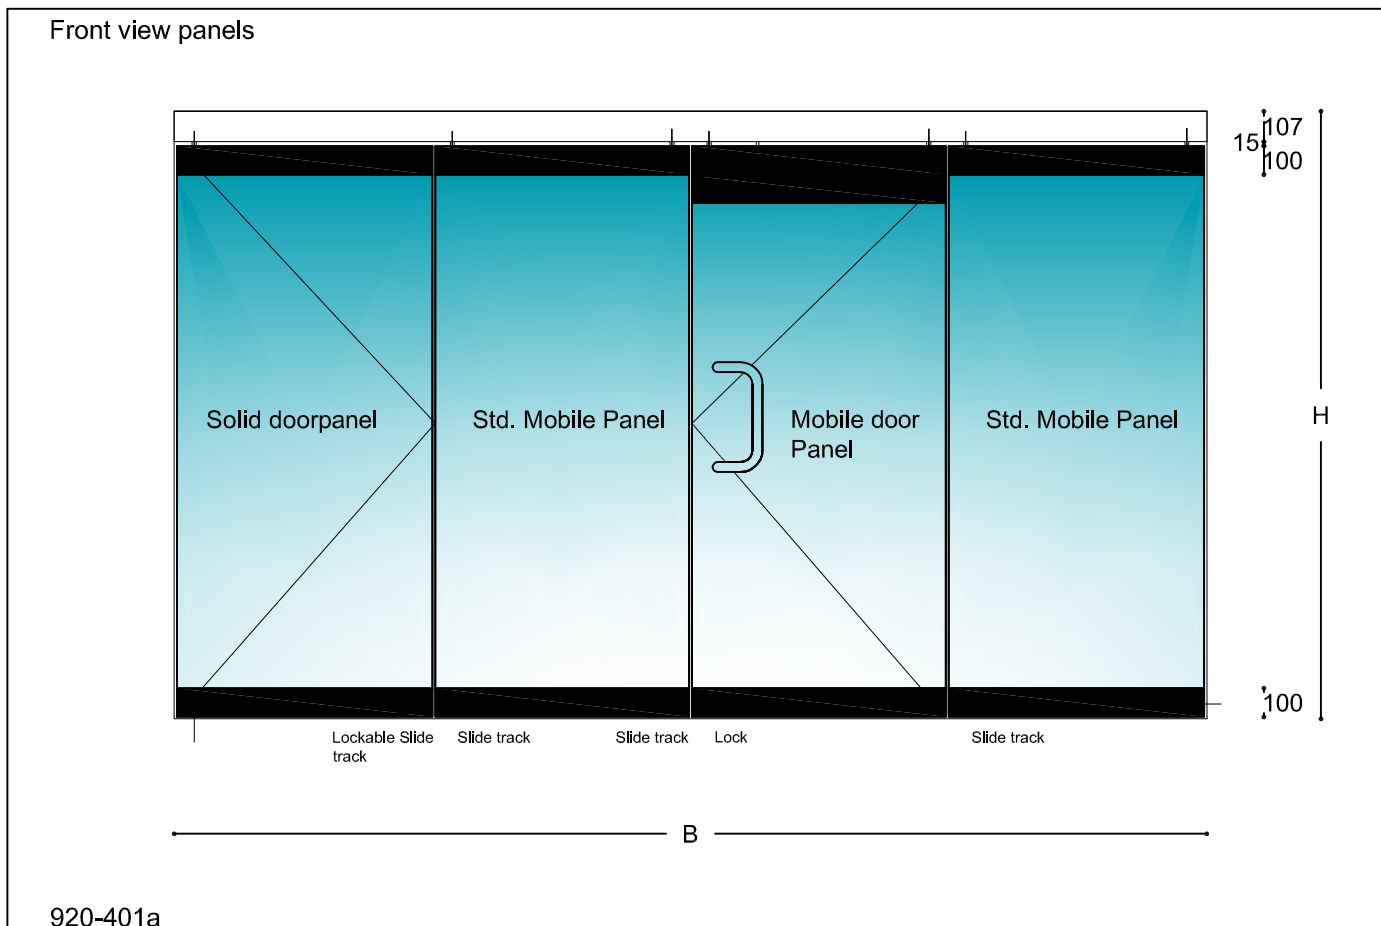 Front view panels
107
15
100
Solid doorpanel
Std. Mobile Panel
Mobile door
Panel
Std. Mobile Panel
H
100
Lockable Slide
track
Slide track
Slide track
Lock
Slide track
B
920-401a